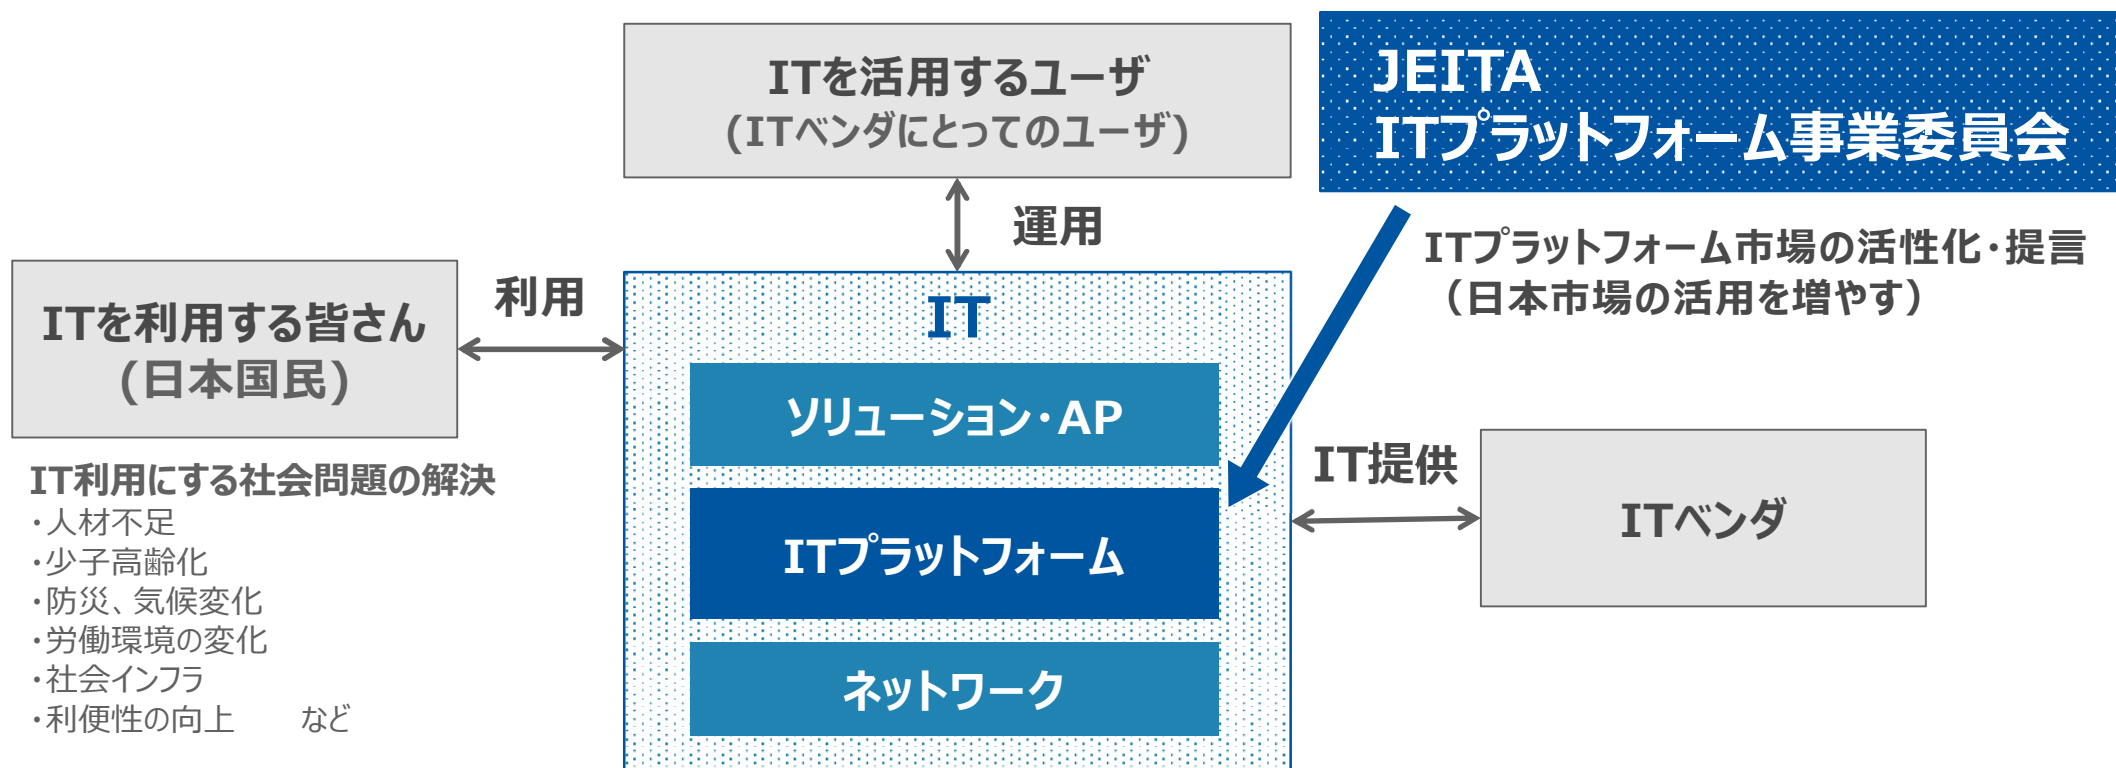 ITを活用するユーザ
(ITベンダにとってのユーザ)
JEITA
ITプラットフォーム事業委員会
運用
ITプラットフォーム市場の活性化・提言
（日本市場の活用を増やす）
ITを利用する皆さん
(日本国民)
利用
IT
ソリューション・AP
ITプラットフォーム
ネットワーク
IT提供
ITベンダ
IT利用にする社会問題の解決
・人材不足
・少子高齢化
・防災、気候変化
・労働環境の変化
・社会インフラ
・利便性の向上　　など